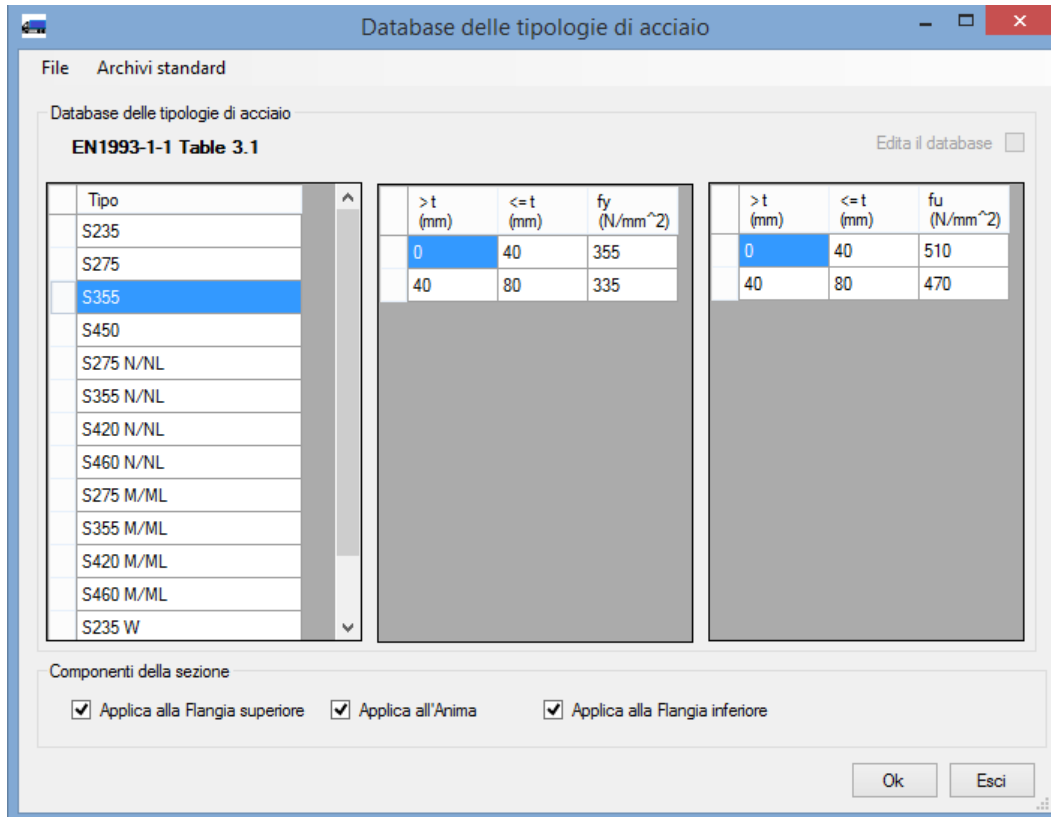 Database delle tipologie di acciaio
File Archivi standard
Database delle tipologie di acciaio
EN1993-1-1 Table 3.1
Edita il database
Tipo
S235
S275
S355
S450
S275 N/NL
S355 N/NL
S420 N/NL
S460 N/NL
S275 M/ML
S355 M/ML
S420 M/ML
S460 M/ML
S235 W
>t <=t fy
(mm) (mm) (N/mm^2)
0 40 355
40 80 335
>t <=t fu
(mm) (mm) (N/mm^2)
0 40 510
40 80 470
Componenti della sezione
Applica alla Flangia superiore Applica all'Anima Applica alla Flangia inferiore
Ok Esci